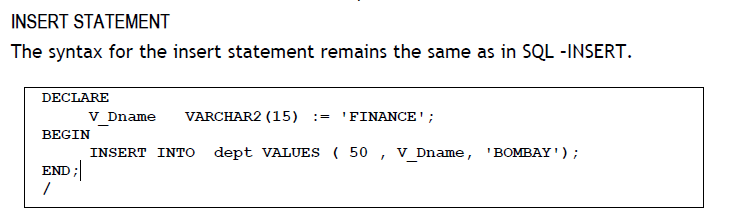 INSERT STATEMENT
The syntax for the insert statement remains the same as in SQL -INSERT.
DECLARE
V_Dname VARCHAR2(15) := 'FINANCE';
BEGIN
INSERT INTO dept VALUES ( 50 , V_Dname, 'BOMBAY');
END;
/